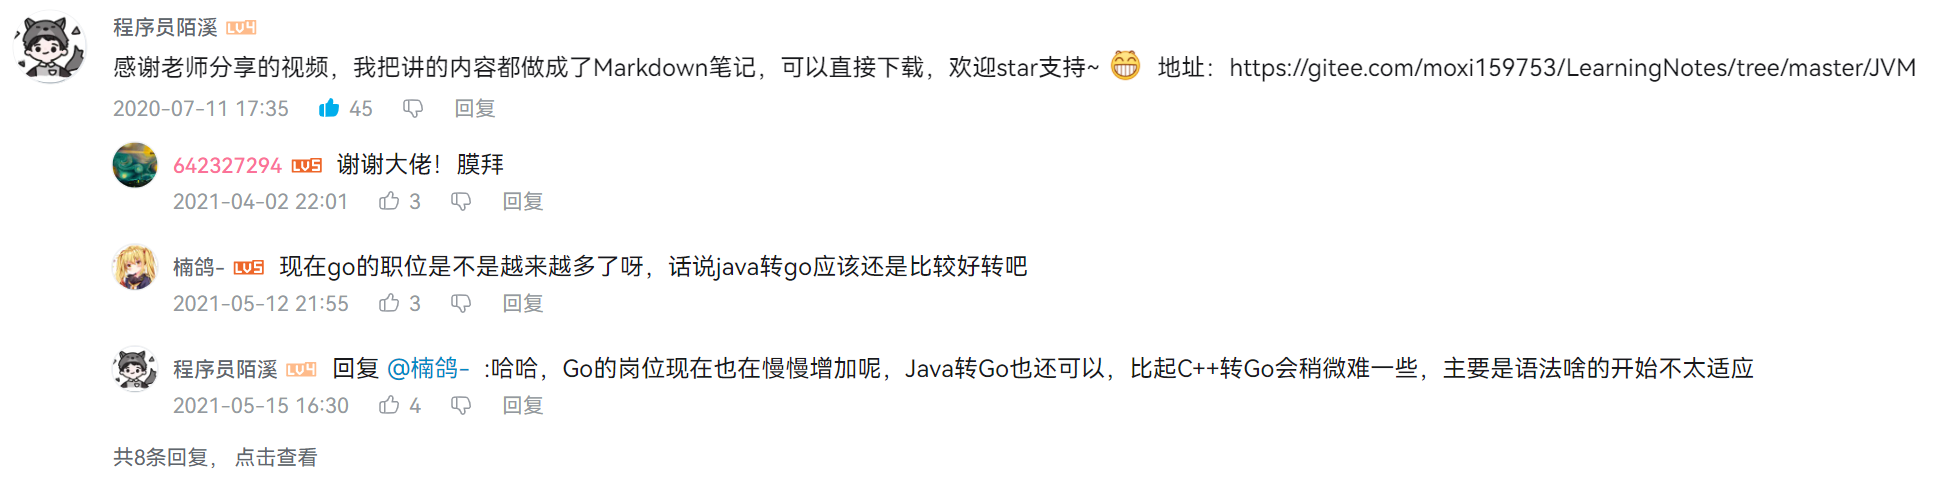 程序员陌溪 LV4
感谢老师分享的视频，我把讲的内容都做成了Markdown笔记，可以直接下载，欢迎star支持~ 地址：https://gitee.com/moxi159753/LearningNotes/tree/master/JVM
2020-07-11 17:35 45 回复
642327294 LV5 谢谢大佬！膜拜
2021-04-02 22:01 3 回复
楠鸽- LV5 现在go的职位是不是越来越多了呀，话说java转go应该还是比较好转吧
2021-05-12 21:55 3 回复
程序员陌溪 LV4 回复 @楠鸽- :哈哈，Go的岗位现在也在慢慢增加呢，Java转Go也还可以，比起C++转Go会稍微难一些，主要是语法啥的开始不太适应
2021-05-15 16:30 4 回复
共8条回复，点击查看